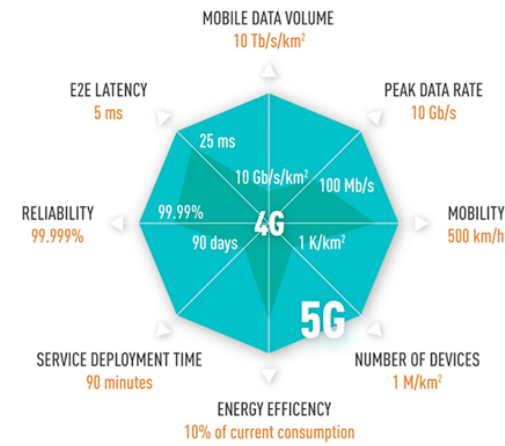 MOBILE DATA VOLUME
10 Tb/s/km²
E2E LATENCY
5 ms
PEAK DATA RATE
10 Gb/s
25 ms
10 Gb/s/km²
100 Mb/s
RELIABILITY
99.999%
99.99%
4G
MOBILITY
500 km/h
90 days
1 K/km²
5G
SERVICE DEPLOYMENT TIME
90 minutes
NUMBER OF DEVICES
1 M/km²
ENERGY EFFICENCY
10% of current consumption